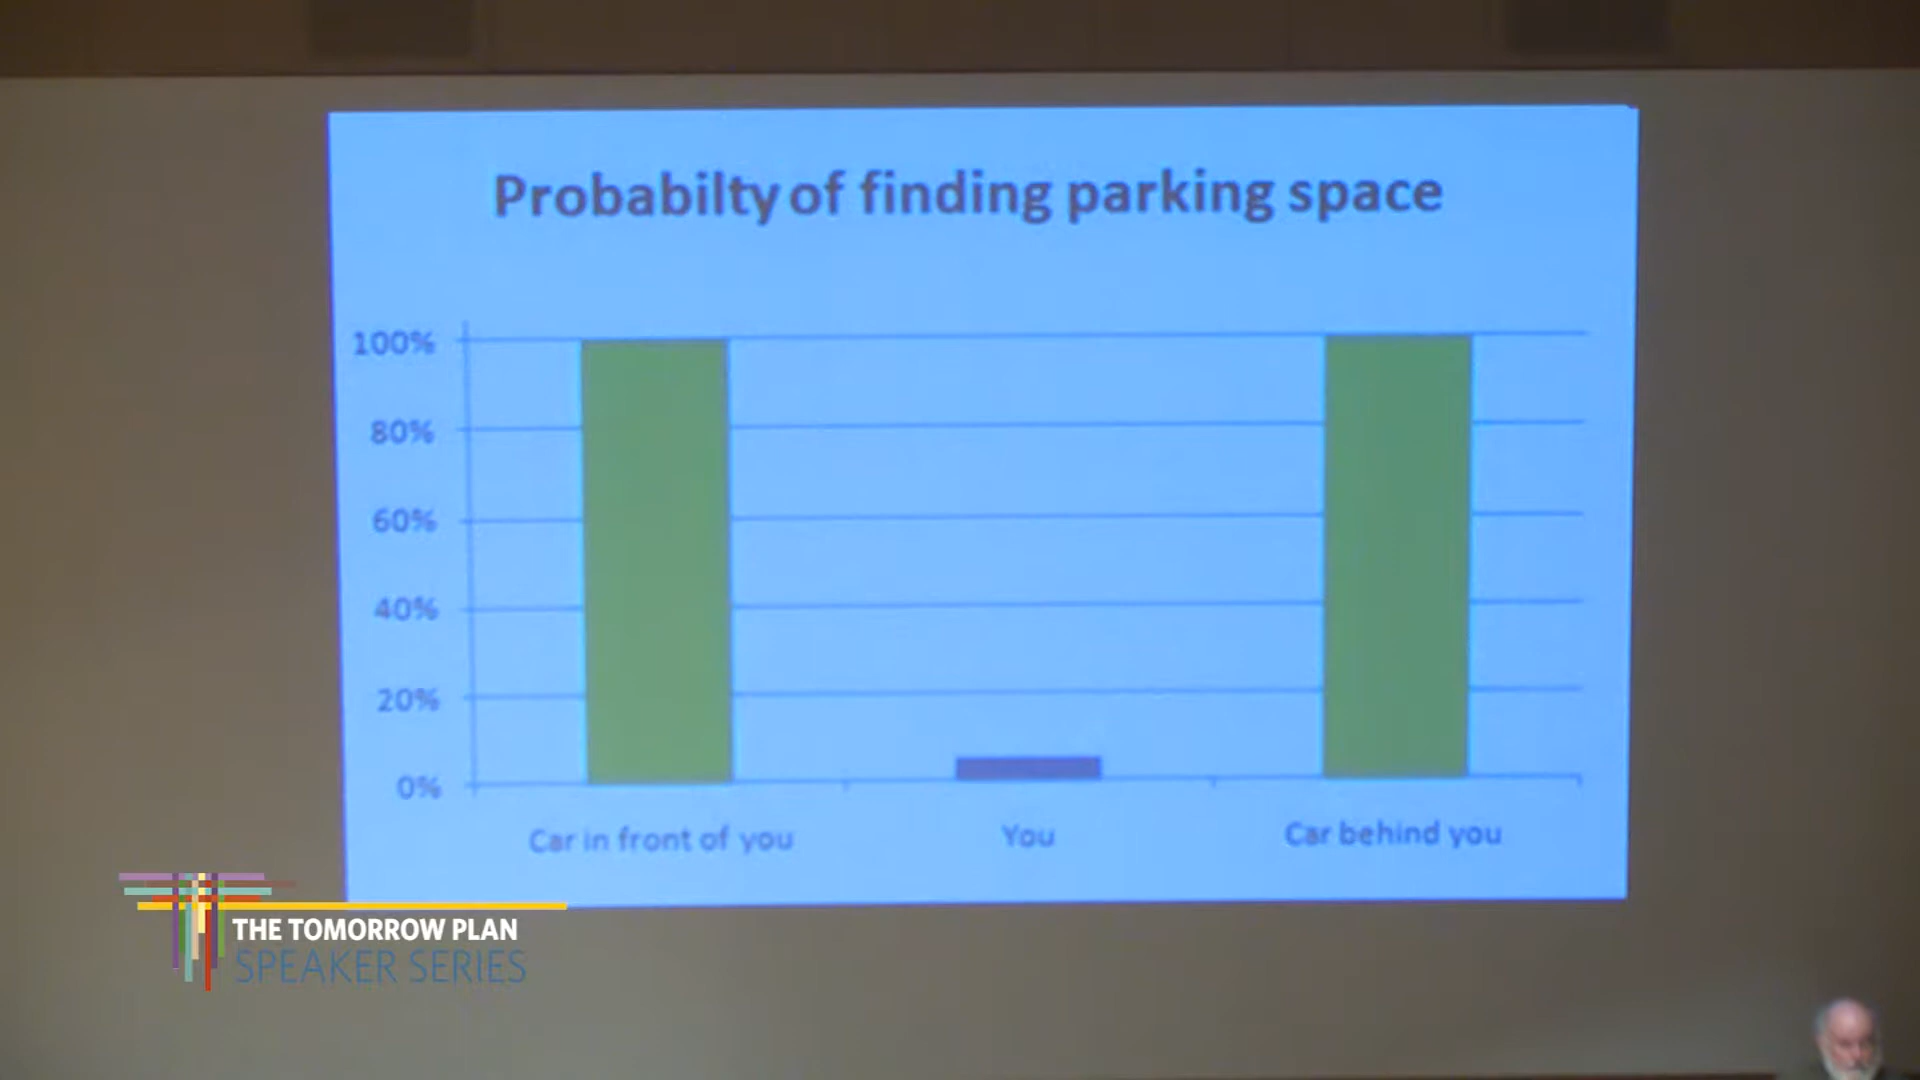 Probabilty of finding parking space
100%
80%
60%
40%
20%
0%
Car in front of you
You
Car behind you
THE TOMORROW PLAN
SPEAKER SERIES